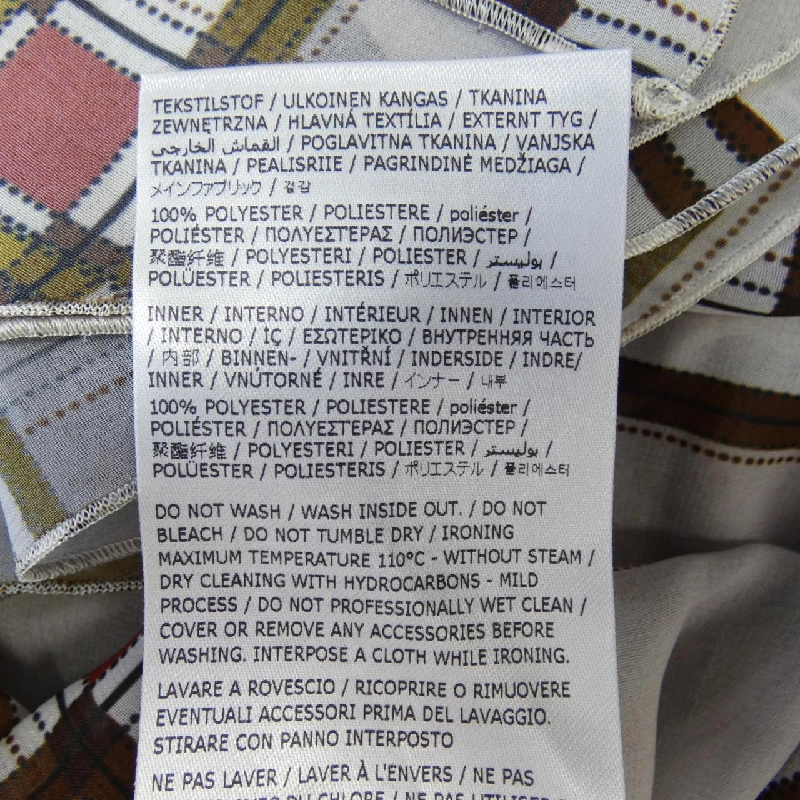 TEKSTILSTOF / ULKOINEN KANGAS / TKANINA
ZEWNĘTRZNA / HLAVNÁ TEXTÍLIA / EXTERNT TYG /
القماش الخارجي / POGLAVITNA TKANINA / VANJSKA
TKANINA / PEALISRIIE / PAGRINDINĖ MEDŽIAGA /
メインファブリック / 겉감
100% POLYESTER / POLIESTERE / poliéster /
POLIÉSTER / ΠΟΛΥΕΣΤΕΡΑΣ / ПОЛИЭСТЕР /
聚酯纤维 / POLYESTERI / POLIESTER / بوليستر /
POLÜESTER / POLIESTERIS / ポリエステル / 폴리에스터
INNER / INTERNO / INTÉRIEUR / INNEN / INTERIOR
/ INTERNO / İÇ / ΕΣΩΤΕΡΙΚΟ / ВНУТРЕННЯЯ ЧАСТЬ
/ 内部 / BINNEN- / VNITŘNÍ / INDERSIDE / INDRE/
INNER / VNÚTORNÉ / INRE / インナー / 내부
100% POLYESTER / POLIESTERE / poliéster /
POLIÉSTER / ΠΟΛΥΕΣΤΕΡΑΣ / ПОЛИЭСТЕР /
聚酯纤维 / POLYESTERI / POLIESTER / بوليستر /
POLÜESTER / POLIESTERIS / ポリエステル / 폴리에스터
DO NOT WASH / WASH INSIDE OUT. / DO NOT
BLEACH / DO NOT TUMBLE DRY / IRONING
MAXIMUM TEMPERATURE 110°C - WITHOUT STEAM /
DRY CLEANING WITH HYDROCARBONS - MILD
PROCESS / DO NOT PROFESSIONALLY WET CLEAN /
COVER OR REMOVE ANY ACCESSORIES BEFORE
WASHING. INTERPOSE A CLOTH WHILE IRONING.
LAVARE A ROVESCIO / RICOPRIRE O RIMUOVERE
EVENTUALI ACCESSORI PRIMA DEL LAVAGGIO.
STIRARE CON PANNO INTERPOSTO
NE PAS LAVER / LAVER À L'ENVERS / NE PAS